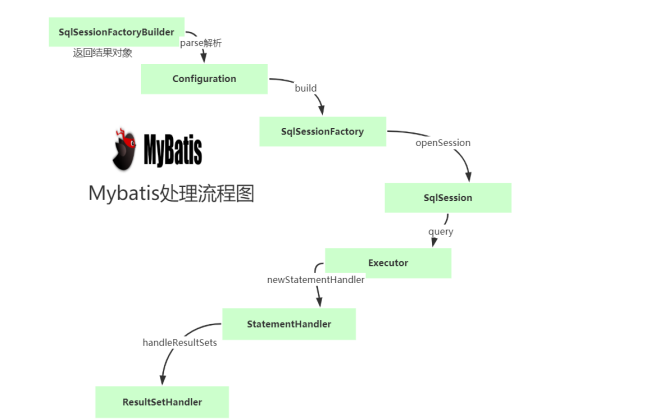 SqlSessionFactoryBuilder
parse解析
返回结果对象
Configuration
build
SqlSessionFactory
openSession
MyBatis
Mybatis处理流程图
SqlSession
query
Executor
newStatementHandler
StatementHandler
handleResultSets
ResultSetHandler